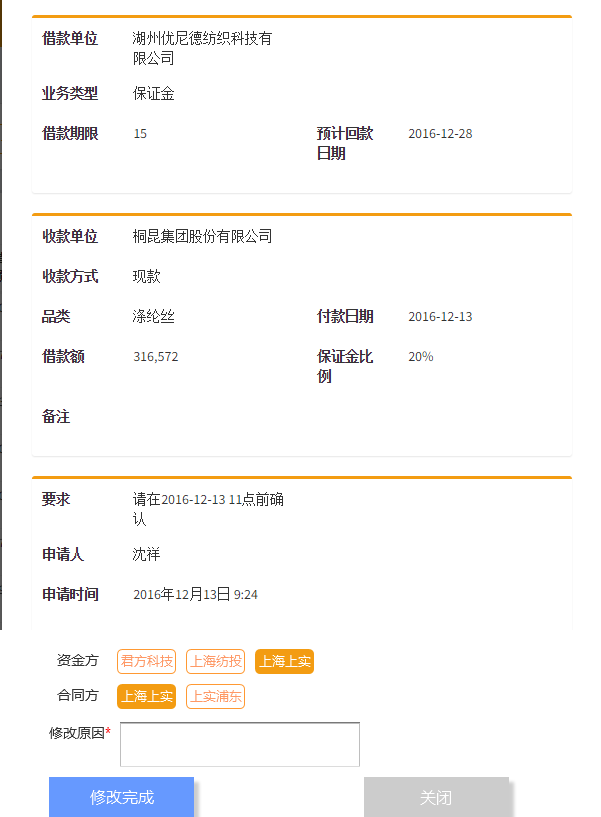 借款单位 湖州优尼德纺织科技有
限公司
业务类型 保证金
借款期限 15 预计回款 2016-12-28
日期
收款单位 桐昆集团股份有限公司
收款方式 现款
品类 涤纶丝 付款日期 2016-12-13
借款额 316,572 保证金比 20%
例
备注
要求 请在2016-12-13 11点前确
认
申请人 沈祥
申请时间 2016年12月13日 9:24
资金方 君方科技 上海纺投 上海上实
合同方 上海上实 上实浦东
修改原因*
修改完成 关闭